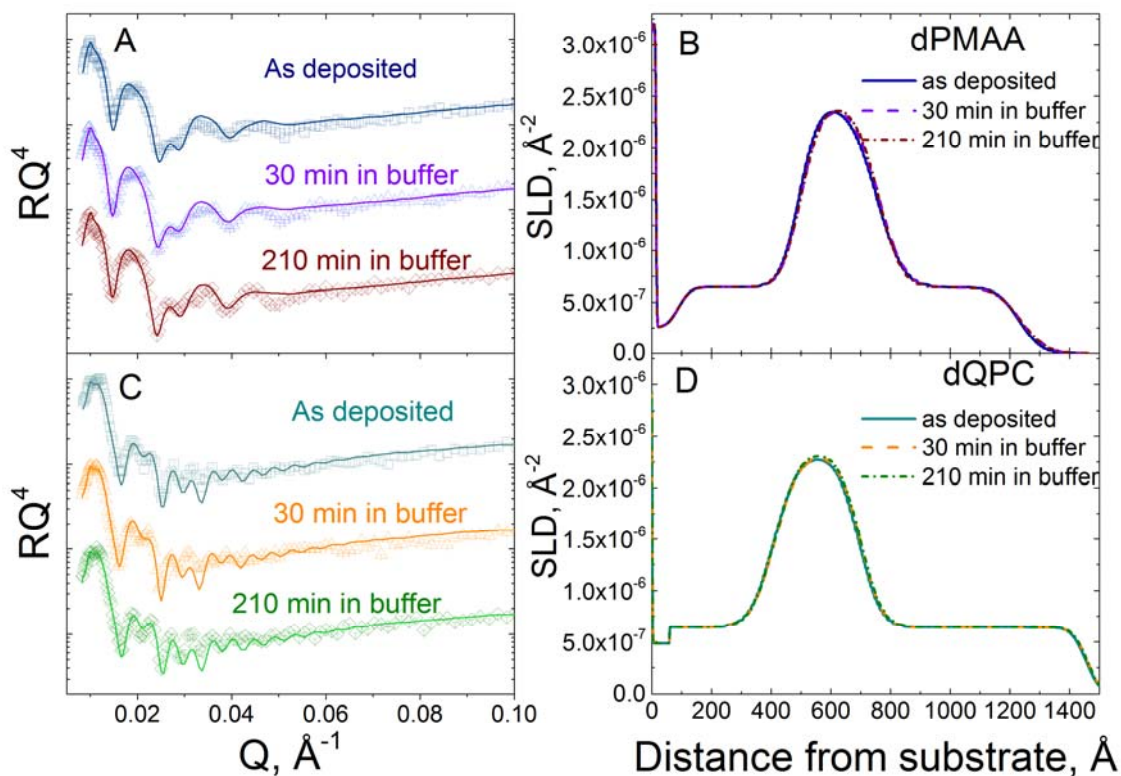 A
As deposited
30 min in buffer
210 min in buffer
RQ⁴
B
dPMAA
as deposited
30 min in buffer
210 min in buffer
SLD, Å⁻²
3.0x10⁻⁶
2.5x10⁻⁶
2.0x10⁻⁶
1.5x10⁻⁶
1.0x10⁻⁶
5.0x10⁻⁷
0.0
C
As deposited
30 min in buffer
210 min in buffer
RQ⁴
0.02 0.04 0.06 0.08 0.10
Q, Å⁻¹
D
dQPC
as deposited
30 min in buffer
210 min in buffer
SLD, Å⁻²
3.0x10⁻⁶
2.5x10⁻⁶
2.0x10⁻⁶
1.5x10⁻⁶
1.0x10⁻⁶
5.0x10⁻⁷
0.0
0 200 400 600 800 1000 1200 1400
Distance from substrate, Å